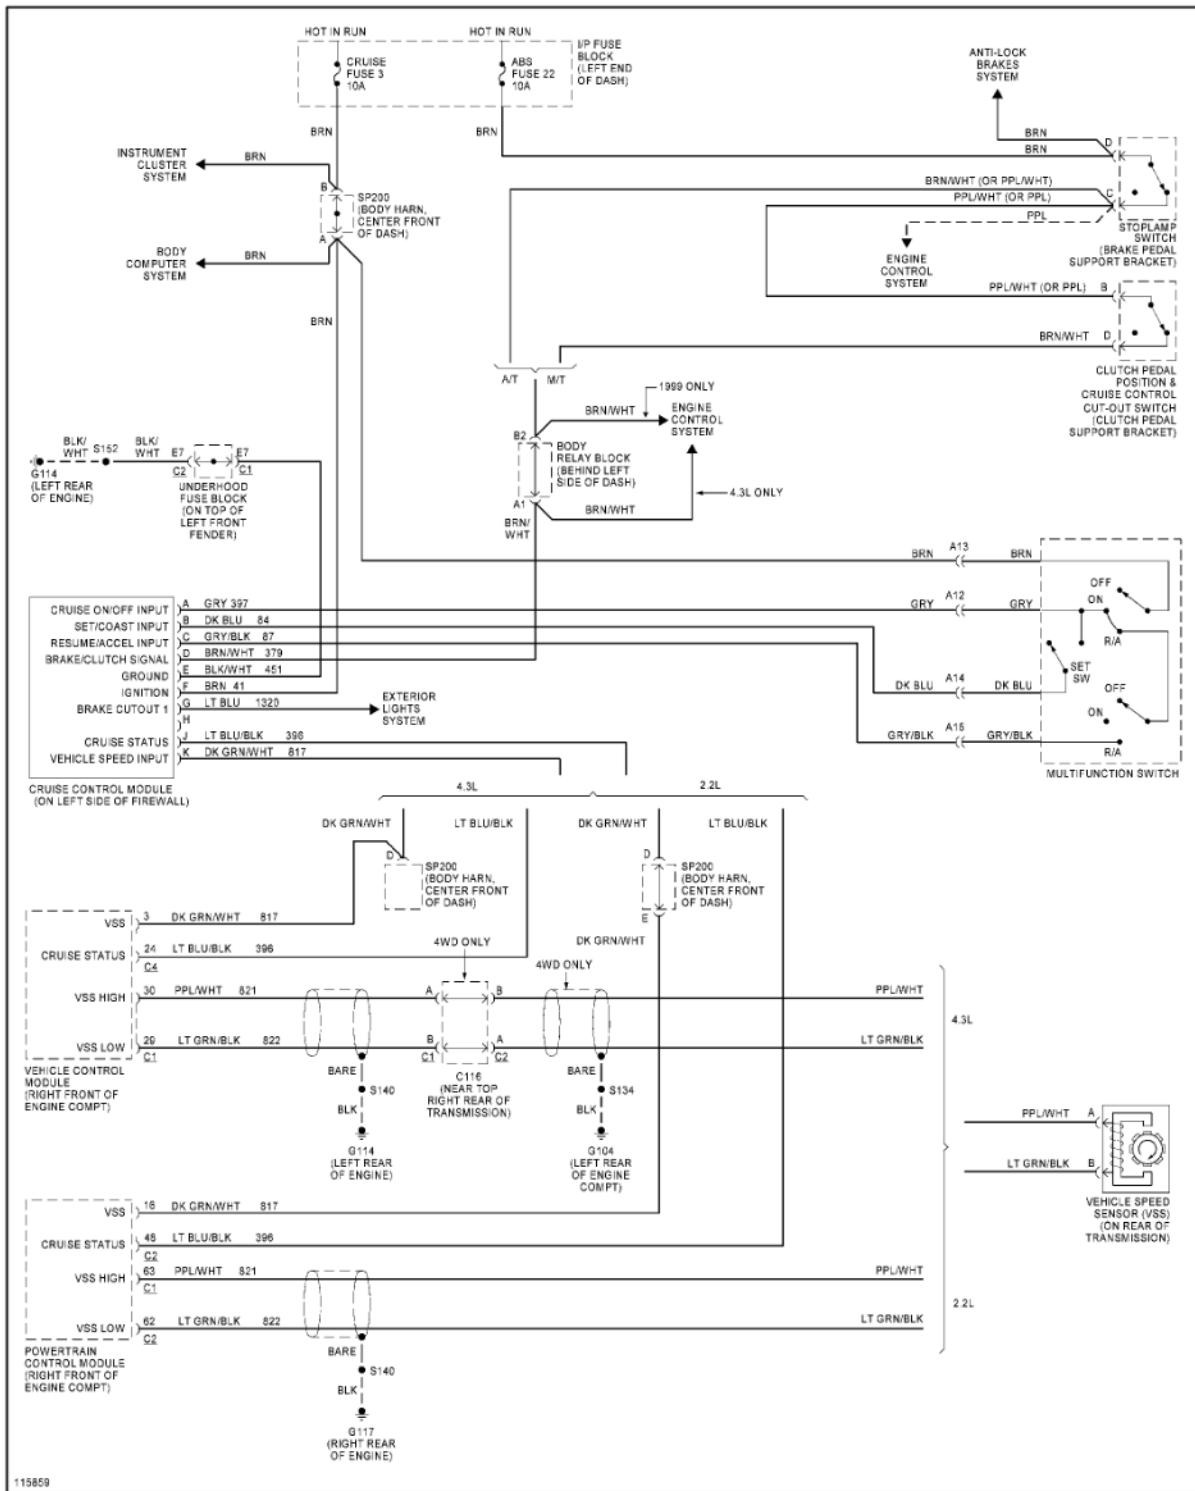 HOT IN RUN
HOT IN RUN
CRUISE
FUSE 3
10A
ABS
FUSE 22
10A
I/P FUSE
BLOCK
(LEFT END
OF DASH)
ANTI-LOCK
BRAKES
SYSTEM
BRN
BRN
BRN
D
BRN
INSTRUMENT
CLUSTER
SYSTEM
BRN
B
SP200
(BODY HARN,
CENTER FRONT
OF DASH)
A
BRN/WHT (OR PPL/WHT)
PPL/WHT (OR PPL)
C
PPL
STOPLAMP
SWITCH
(BRAKE PEDAL
SUPPORT BRACKET)
ENGINE
CONTROL
SYSTEM
BODY
COMPUTER
SYSTEM
BRN
PPL/WHT (OR PPL)
B
BRN
BRN/WHT
D
CLUTCH PEDAL
POSITION &
CRUISE CONTROL
CUT-OUT SWITCH
(CLUTCH PEDAL
SUPPORT BRACKET)
A/T
M/T
1999 ONLY
BRN/WHT
ENGINE
CONTROL
SYSTEM
B2
BODY
RELAY BLOCK
(BEHIND LEFT
SIDE OF DASH)
4.3L ONLY
A1
BRN/WHT
BRN/
WHT
BLK/
WHT
S152
BLK/
WHT
E7
C2
E7
C1
G114
(LEFT REAR
OF ENGINE)
UNDERHOOD
FUSE BLOCK
(ON TOP OF
LEFT FRONT
FENDER)
BRN
A13
BRN
OFF
ON
R/A
GRY
A12
GRY
SET
SW
DK BLU
A14
DK BLU
OFF
ON
GRY/BLK
A15
GRY/BLK
R/A
MULTIFUNCTION SWITCH
CRUISE ON/OFF INPUT
A
GRY 397
SET/COAST INPUT
B
DK BLU 84
RESUME/ACCEL INPUT
C
GRY/BLK 87
BRAKE/CLUTCH SIGNAL
D
BRN/WHT 379
GROUND
E
BLK/WHT 451
IGNITION
F
BRN 41
BRAKE CUTOUT 1
G
LT BLU 1320
EXTERIOR
LIGHTS
SYSTEM
H
CRUISE STATUS
J
LT BLU/BLK 396
VEHICLE SPEED INPUT
K
DK GRN/WHT 817
CRUISE CONTROL MODULE
(ON LEFT SIDE OF FIREWALL)
4.3L
2.2L
DK GRN/WHT
LT BLU/BLK
DK GRN/WHT
LT BLU/BLK
D
SP200
(BODY HARN,
CENTER FRONT
OF DASH)
D
SP200
(BODY HARN,
CENTER FRONT
OF DASH)
E
DK GRN/WHT
VSS
3
DK GRN/WHT 817
CRUISE STATUS
24
LT BLU/BLK 396
C4
4WD ONLY
4WD ONLY
VSS HIGH
30
PPL/WHT 821
A
B
PPL/WHT
VSS LOW
29
LT GRN/BLK 822
C1
B
C1
A
C2
LT GRN/BLK
4.3L
VEHICLE CONTROL
MODULE
(RIGHT FRONT OF
ENGINE COMPT)
BARE
S140
BLK
G114
(LEFT REAR
OF ENGINE)
C116
(NEAR TOP
RIGHT REAR OF
TRANSMISSION)
BARE
S134
BLK
G104
(LEFT REAR
OF ENGINE
COMPT)
PPL/WHT
A
LT GRN/BLK
B
VEHICLE SPEED
SENSOR (VSS)
(ON REAR OF
TRANSMISSION)
VSS
16
DK GRN/WHT 817
CRUISE STATUS
48
LT BLU/BLK 396
C2
VSS HIGH
63
PPL/WHT 821
C1
PPL/WHT
VSS LOW
62
LT GRN/BLK 822
C2
LT GRN/BLK
2.2L
POWERTRAIN
CONTROL MODULE
(RIGHT FRONT OF
ENGINE COMPT)
BARE
S140
BLK
G117
(RIGHT REAR
OF ENGINE)
115859